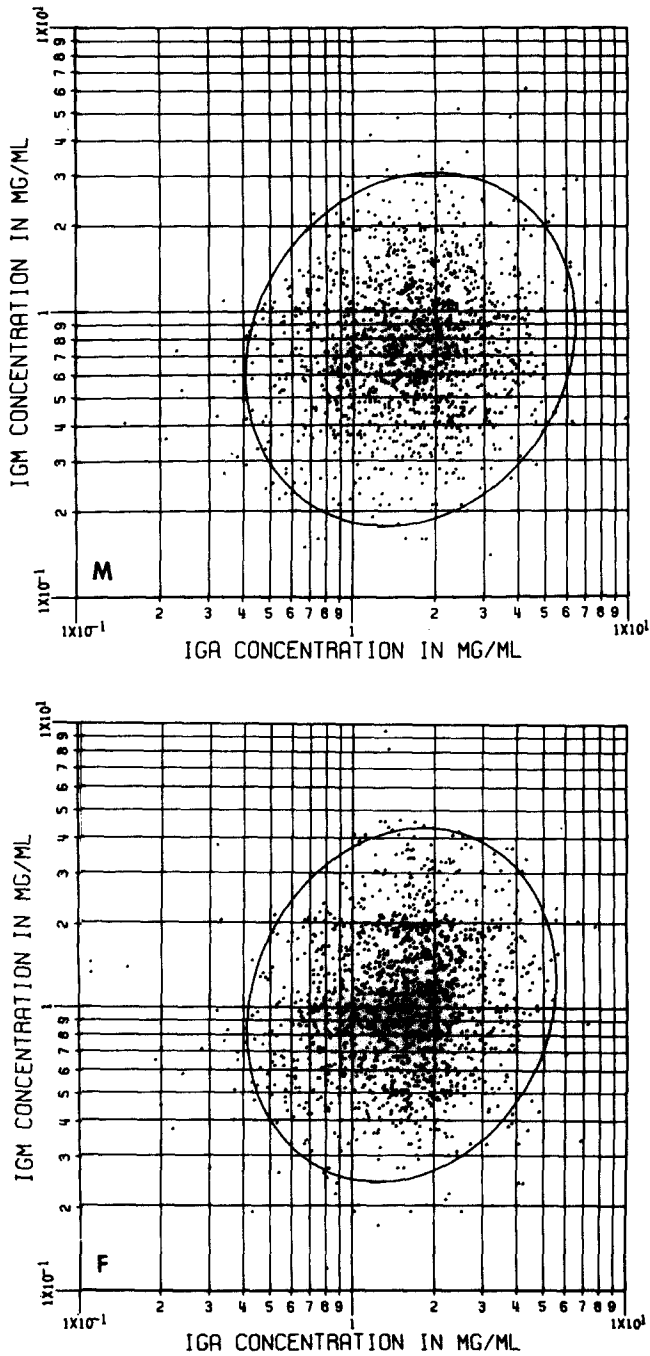 1X10¹
9
8
7
6
5
4
3
2
1
9
8
7
6
5
4
3
2
1X10⁻¹
IGM CONCENTRATION IN MG/ML
M
1X10⁻¹ 2 3 4 5 6 7 8 9 1 2 3 4 5 6 7 8 9 1X10¹
IGA CONCENTRATION IN MG/ML
1X10¹
9
8
7
6
5
4
3
2
1
9
8
7
6
5
4
3
2
1X10⁻¹
IGM CONCENTRATION IN MG/ML
F
1X10⁻¹ 2 3 4 5 6 7 8 9 1 2 3 4 5 6 7 8 9 1X10¹
IGA CONCENTRATION IN MG/ML